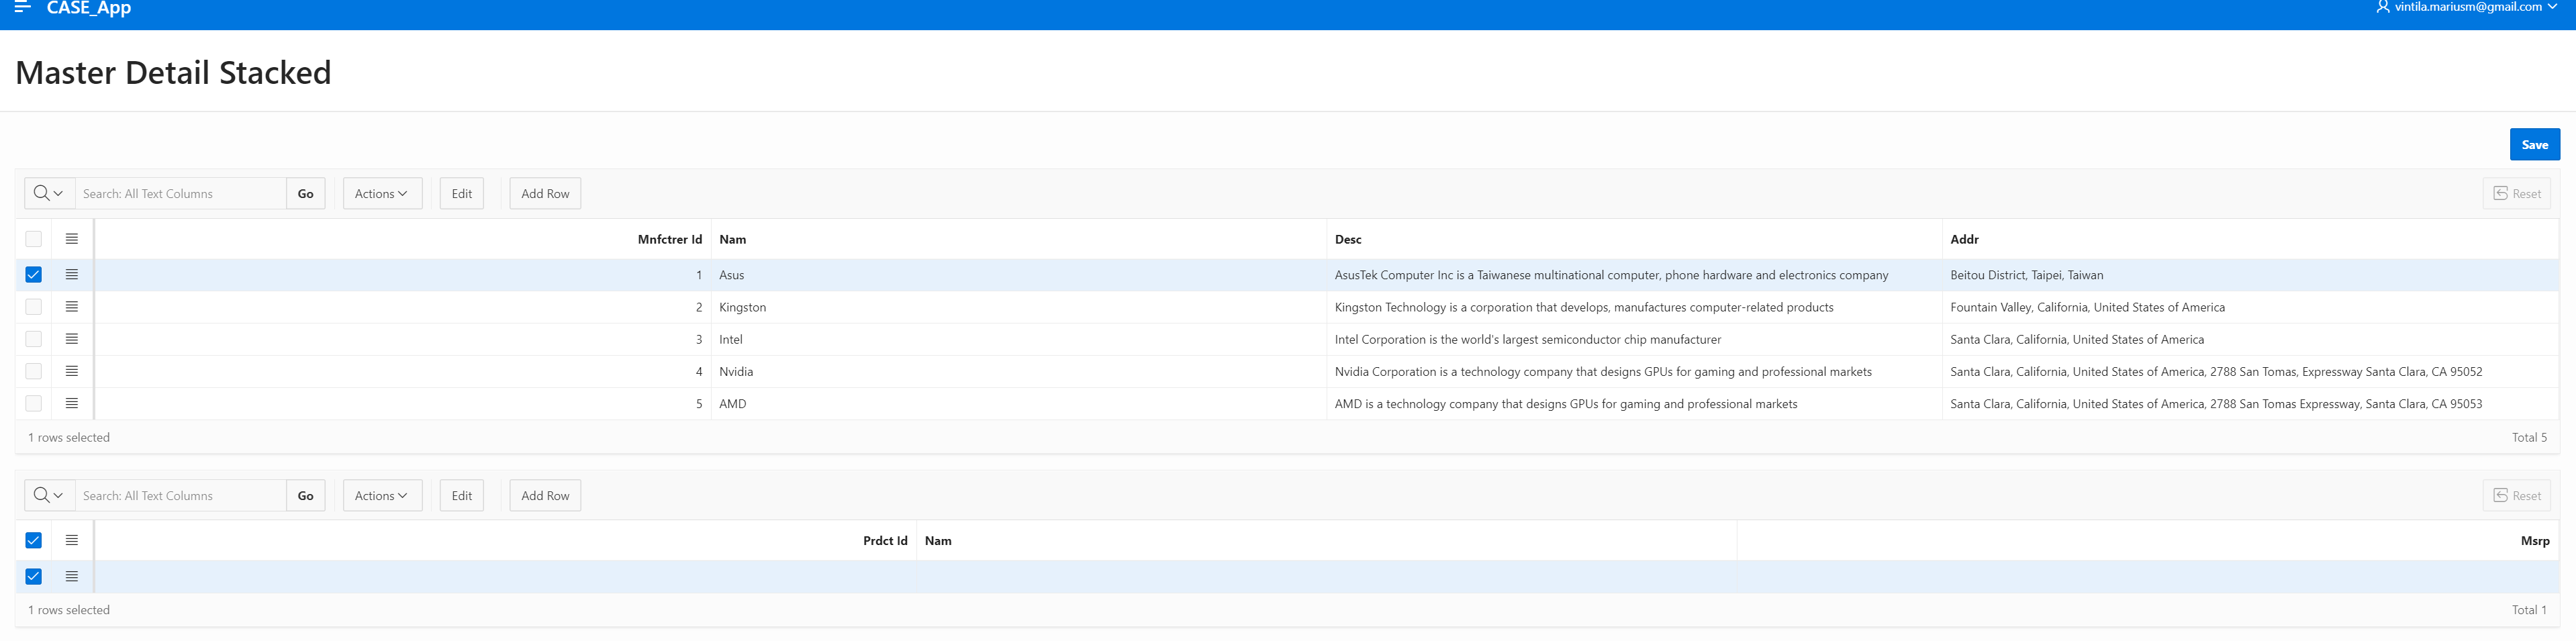 CASE_App
vintila.mariusm@gmail.com
Master Detail Stacked
Save
Search: All Text Columns Go Actions Edit Add Row Reset
Mnfctrer Id Nam Desc Addr
1 Asus AsusTek Computer Inc is a Taiwanese multinational computer, phone hardware and electronics company Beitou District, Taipei, Taiwan
2 Kingston Kingston Technology is a corporation that develops, manufactures computer-related products Fountain Valley, California, United States of America
3 Intel Intel Corporation is the world's largest semiconductor chip manufacturer Santa Clara, California, United States of America
4 Nvidia Nvidia Corporation is a technology company that designs GPUs for gaming and professional markets Santa Clara, California, United States of America, 2788 San Tomas, Expressway Santa Clara, CA 95052
5 AMD AMD is a technology company that designs GPUs for gaming and professional markets Santa Clara, California, United States of America, 2788 San Tomas Expressway, Santa Clara, CA 95053
1 rows selected Total 5
Search: All Text Columns Go Actions Edit Add Row Reset
Prdct Id Nam Msrp
1 rows selected Total 1